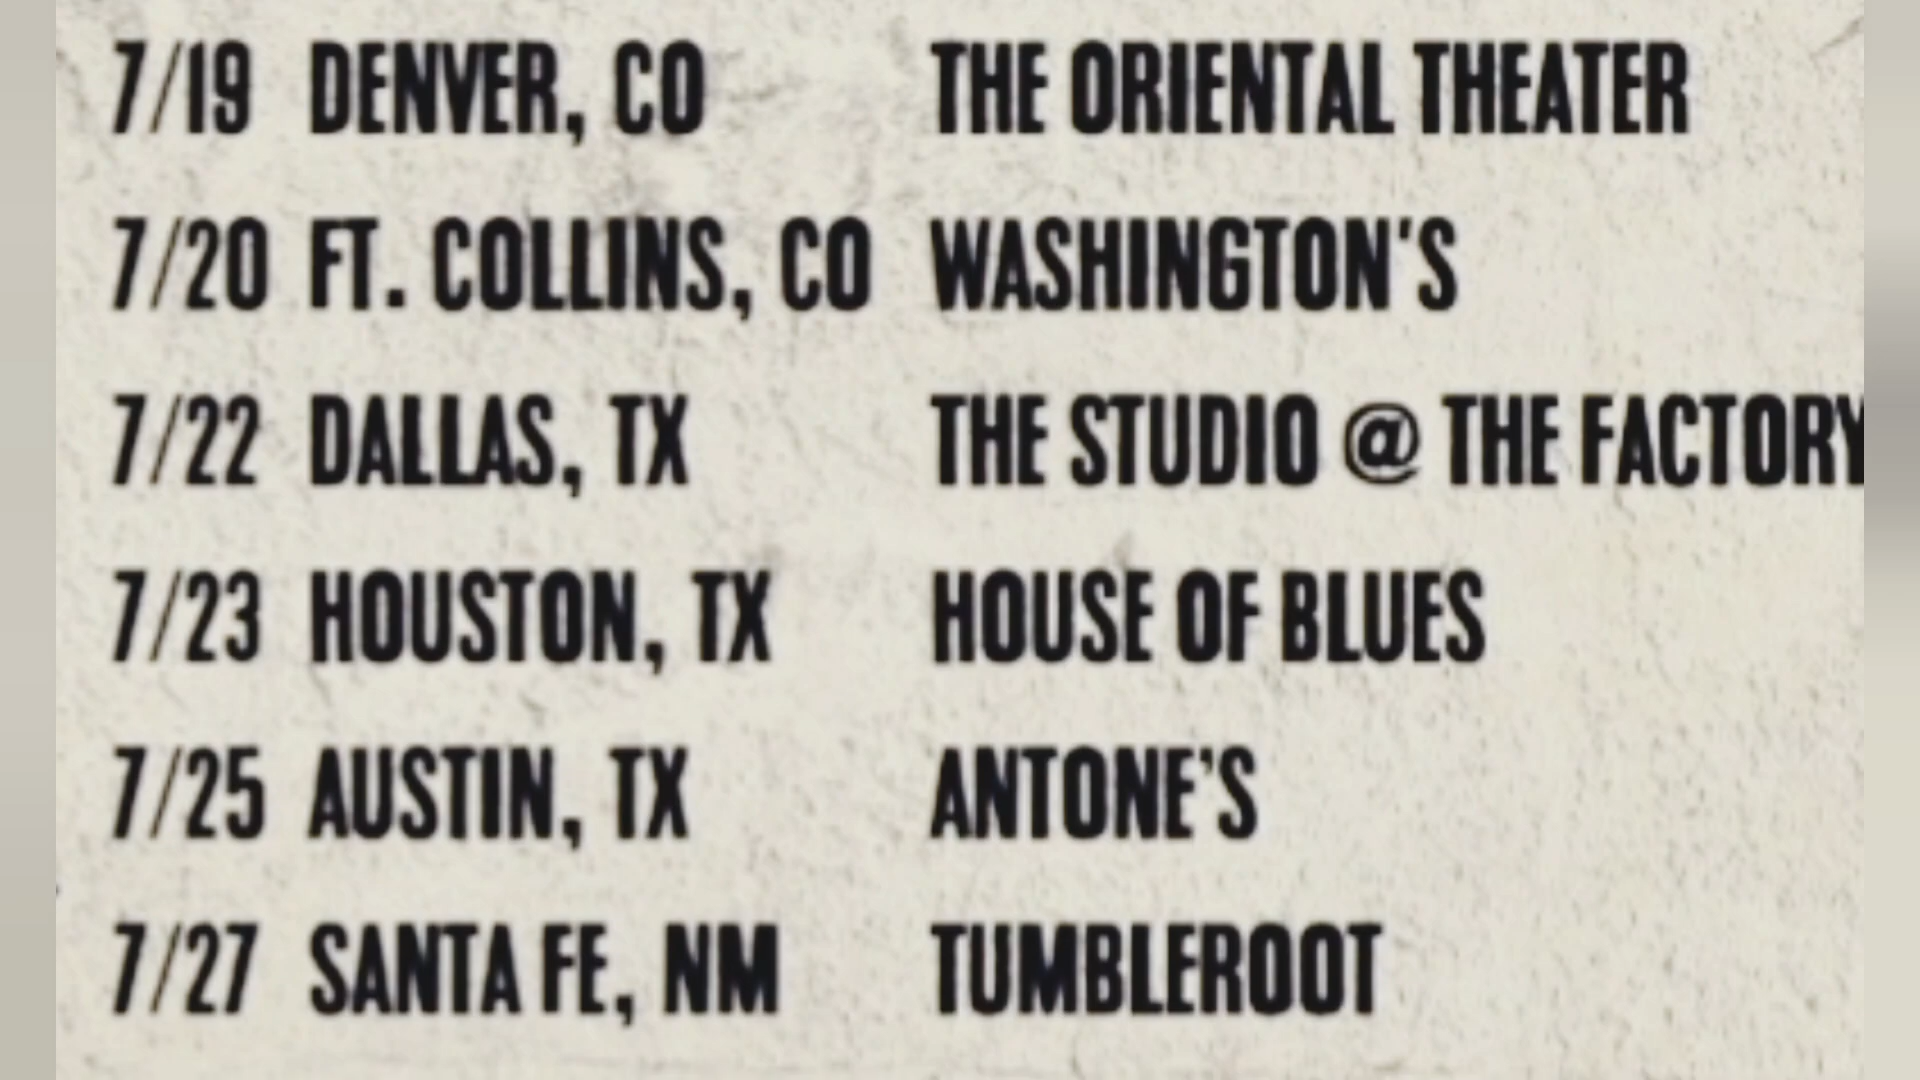 7/19 DENVER, CO THE ORIENTAL THEATER
7/20 FT. COLLINS, CO WASHINGTON'S
7/22 DALLAS, TX THE STUDIO @ THE FACTORY
7/23 HOUSTON, TX HOUSE OF BLUES
7/25 AUSTIN, TX ANTONE'S
7/27 SANTA FE, NM TUMBLEROOT